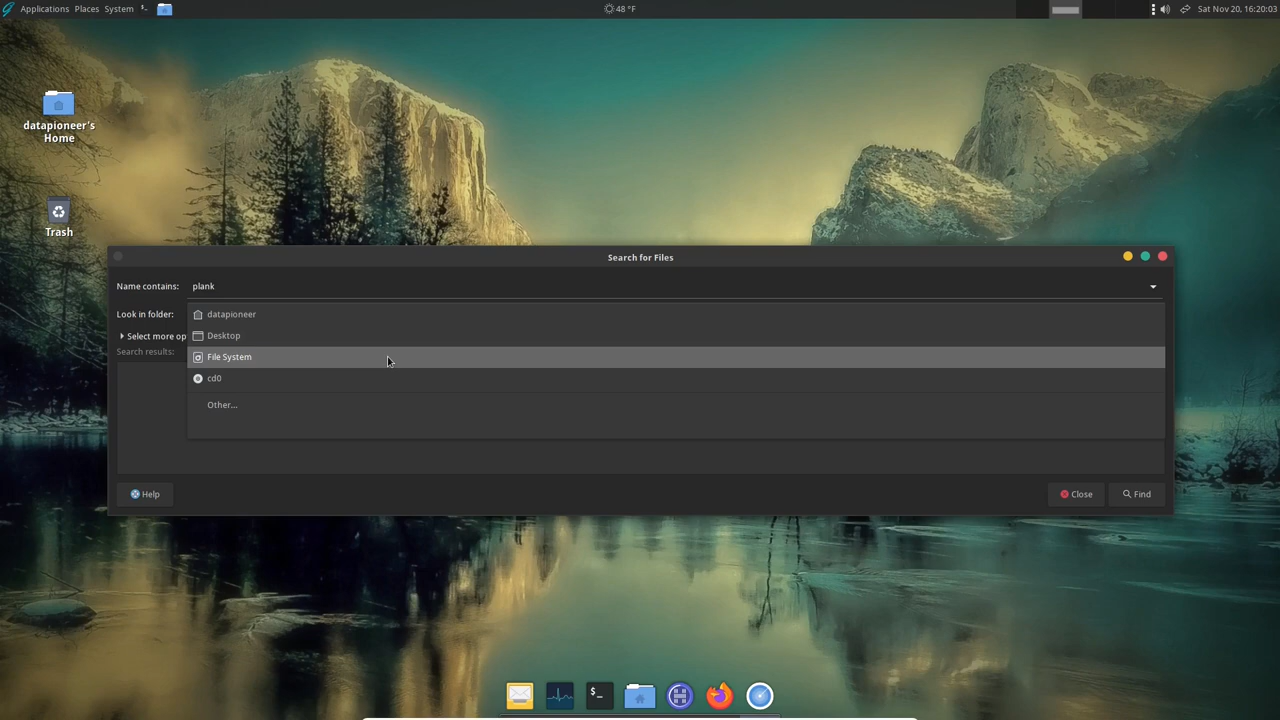 Applications Places System 48 °F Sat Nov 20, 16:20:03
datapioneer's
Home
Trash
Search for Files
Name contains: plank
Look in folder: datapioneer
Desktop
Select more op
Search results:
File System
cd0
Other...
Help Close Find
$_